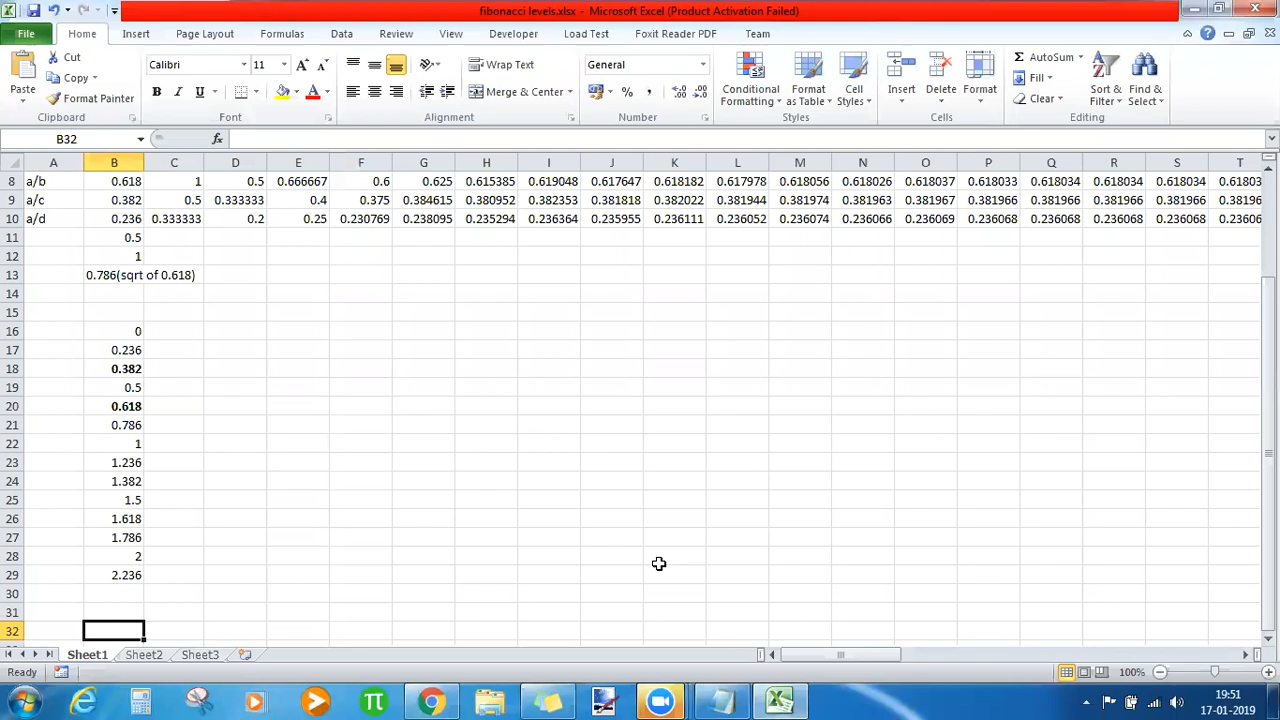 fibonacci levels.xlsx - Microsoft Excel (Product Activation Failed)
File Home Insert Page Layout Formulas Data Review View Developer Load Test Foxit Reader PDF Team
Cut
Copy
Format Painter
Paste
Clipboard
Calibri 11
B I U
Font
Wrap Text
Merge & Center
Alignment
General
% ,
Number
Conditional Formatting
Format as Table
Cell Styles
Styles
Insert Delete Format
Cells
AutoSum
Fill
Clear
Sort & Filter
Find & Select
Editing
B32 fx
A B C D E F G H I J K L M N O P Q R S T
8 a/b 0.618 1 0.5 0.666667 0.6 0.625 0.615385 0.619048 0.617647 0.618182 0.617978 0.618056 0.618026 0.618037 0.618033 0.618034 0.618034 0.618034 0.61803
9 a/c 0.382 0.5 0.333333 0.4 0.375 0.384615 0.380952 0.382353 0.381818 0.382022 0.381944 0.381974 0.381963 0.381967 0.381966 0.381966 0.381966 0.381966 0.38196
10 a/d 0.236 0.333333 0.2 0.25 0.230769 0.238095 0.235294 0.236364 0.235955 0.236111 0.236052 0.236074 0.236066 0.236069 0.236068 0.236068 0.236068 0.236068 0.23606
11 0.5
12 1
13 0.786(sqrt of 0.618)
14
15
16 0
17 0.236
18 0.382
19 0.5
20 0.618
21 0.786
22 1
23 1.236
24 1.382
25 1.5
26 1.618
27 1.786
28 2
29 2.236
30
31
32
Sheet1 Sheet2 Sheet3
Ready 100%
19:51
17-01-2019